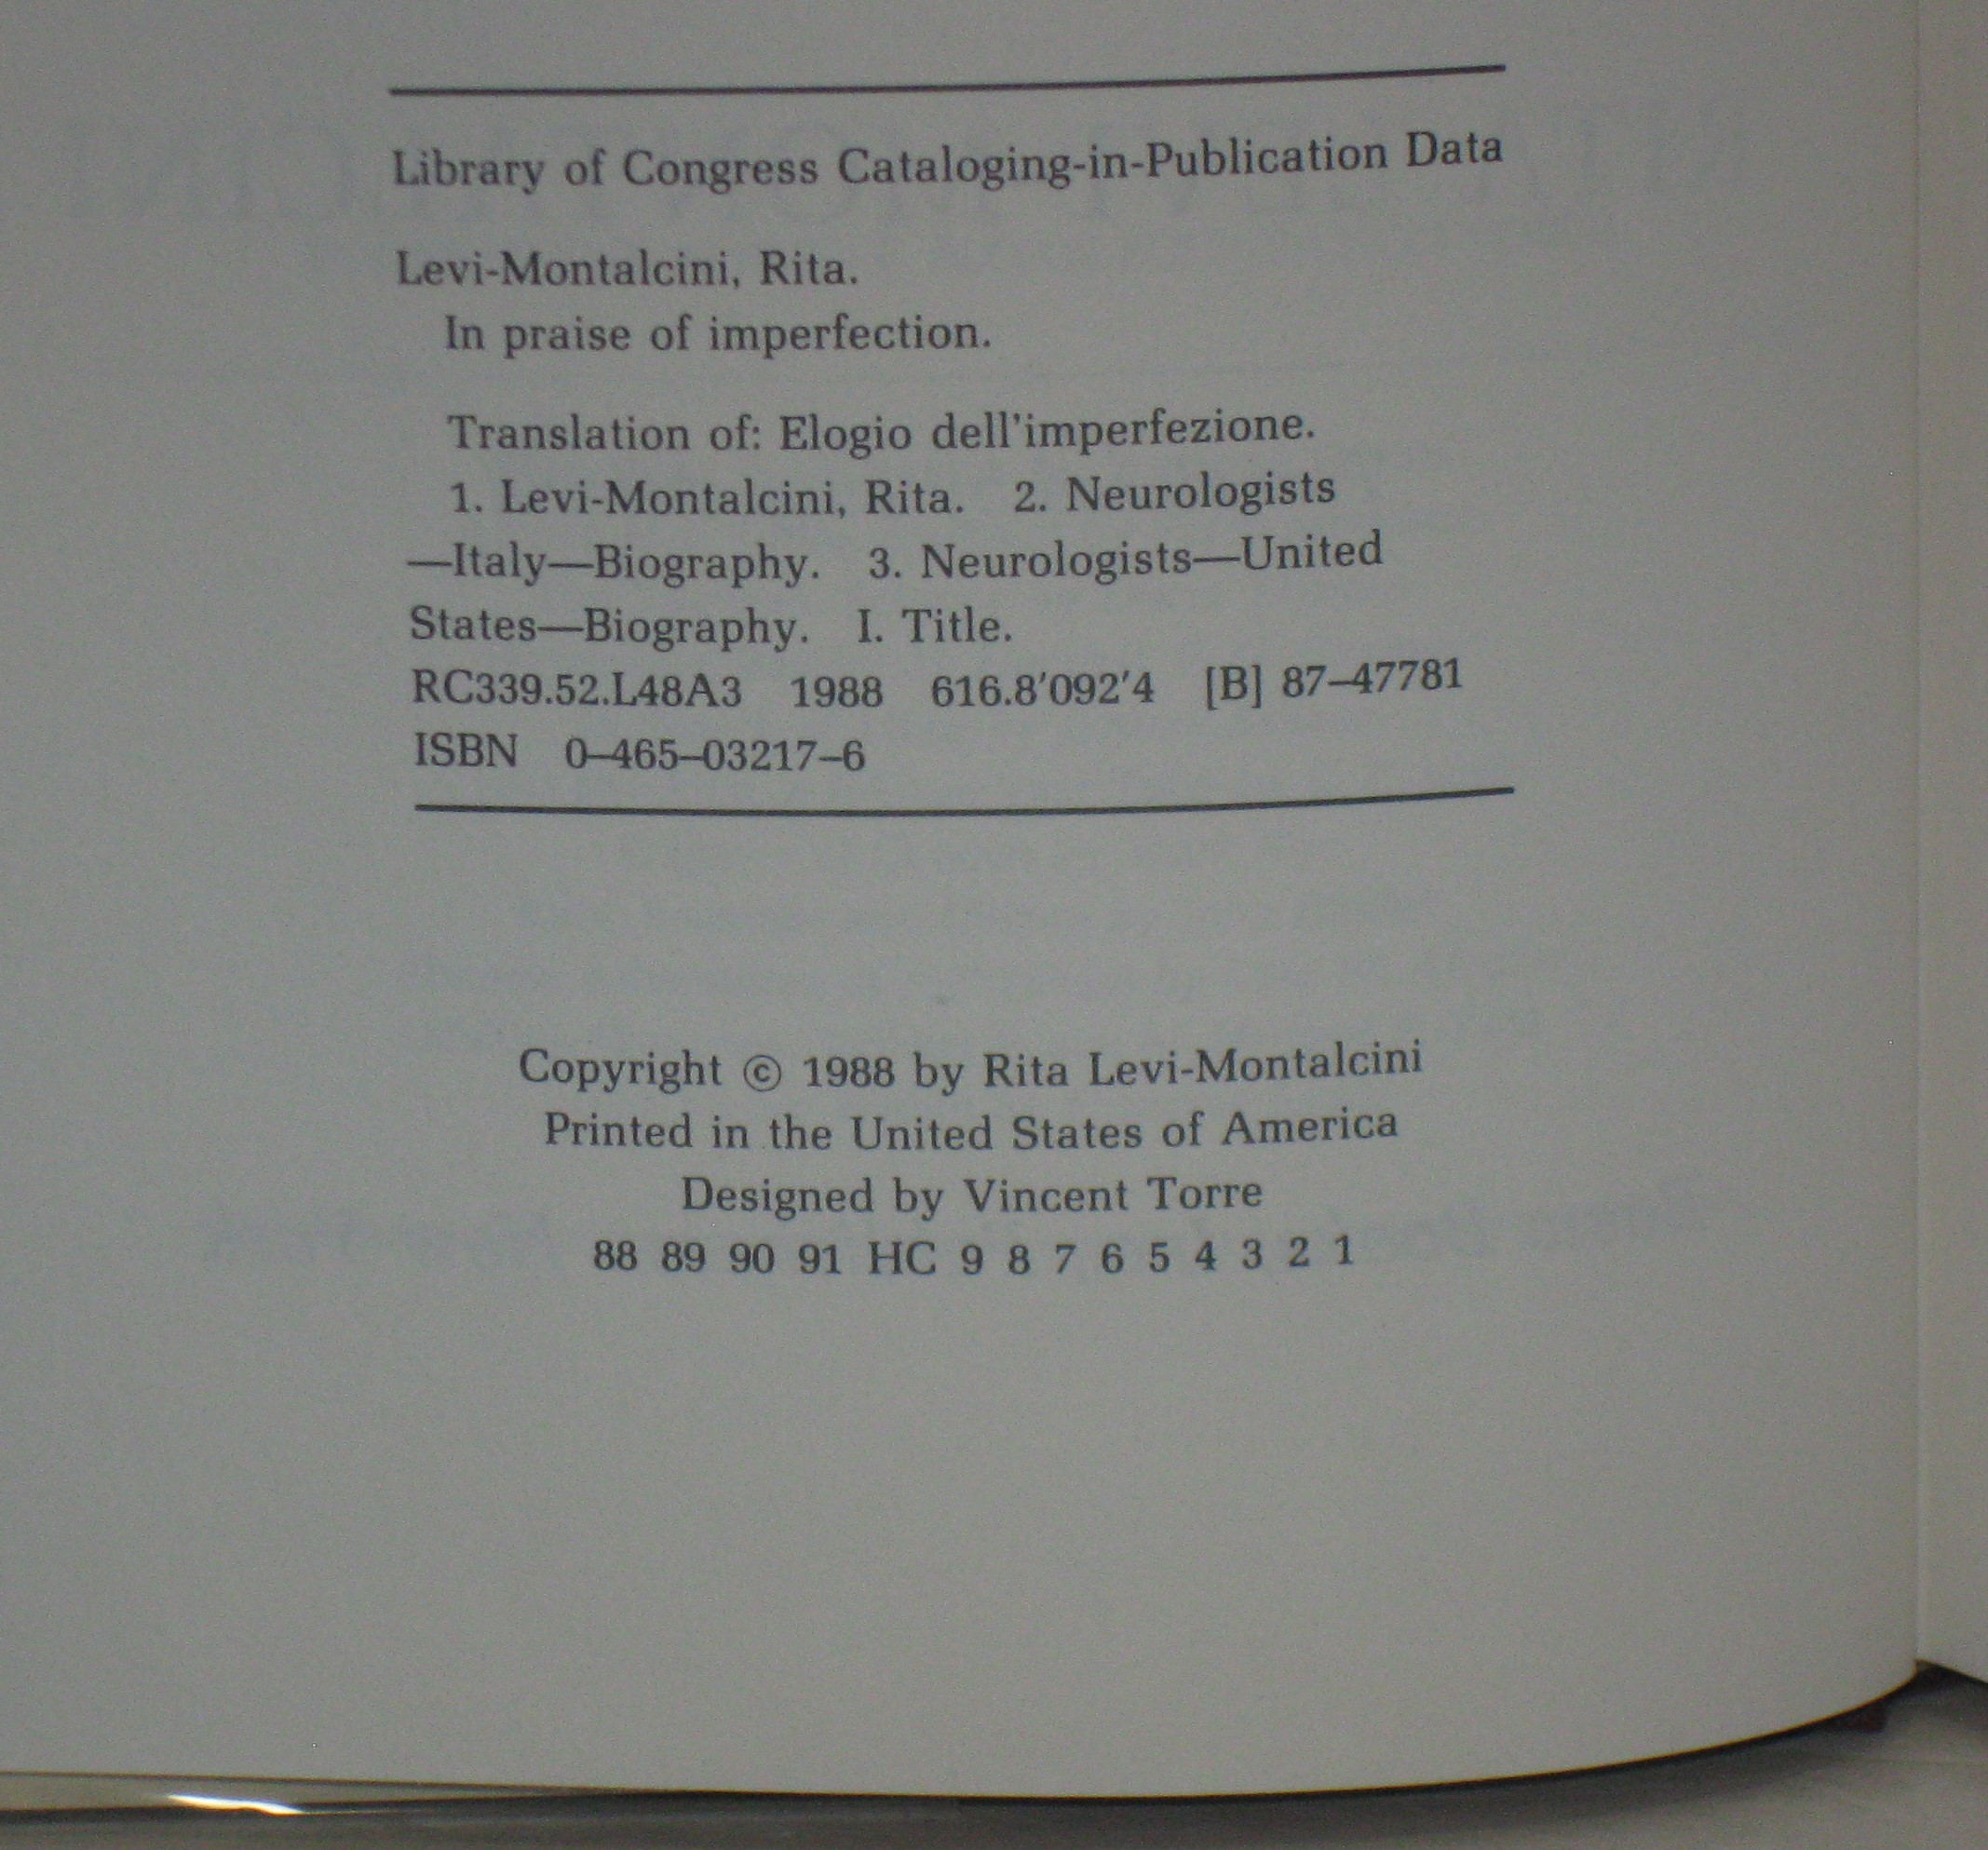 Library of Congress Cataloging-in-Publication Data
Levi-Montalcini, Rita.
In praise of imperfection.
Translation of: Elogio dell'imperfezione.
1. Levi-Montalcini, Rita. 2. Neurologists
—Italy—Biography. 3. Neurologists—United
States—Biography. I. Title.
RC339.52.L48A3 1988 616.8′092′4 [B] 87–47781
ISBN 0–465–03217–6
Copyright © 1988 by Rita Levi-Montalcini
Printed in the United States of America
Designed by Vincent Torre
88 89 90 91 HC 9 8 7 6 5 4 3 2 1